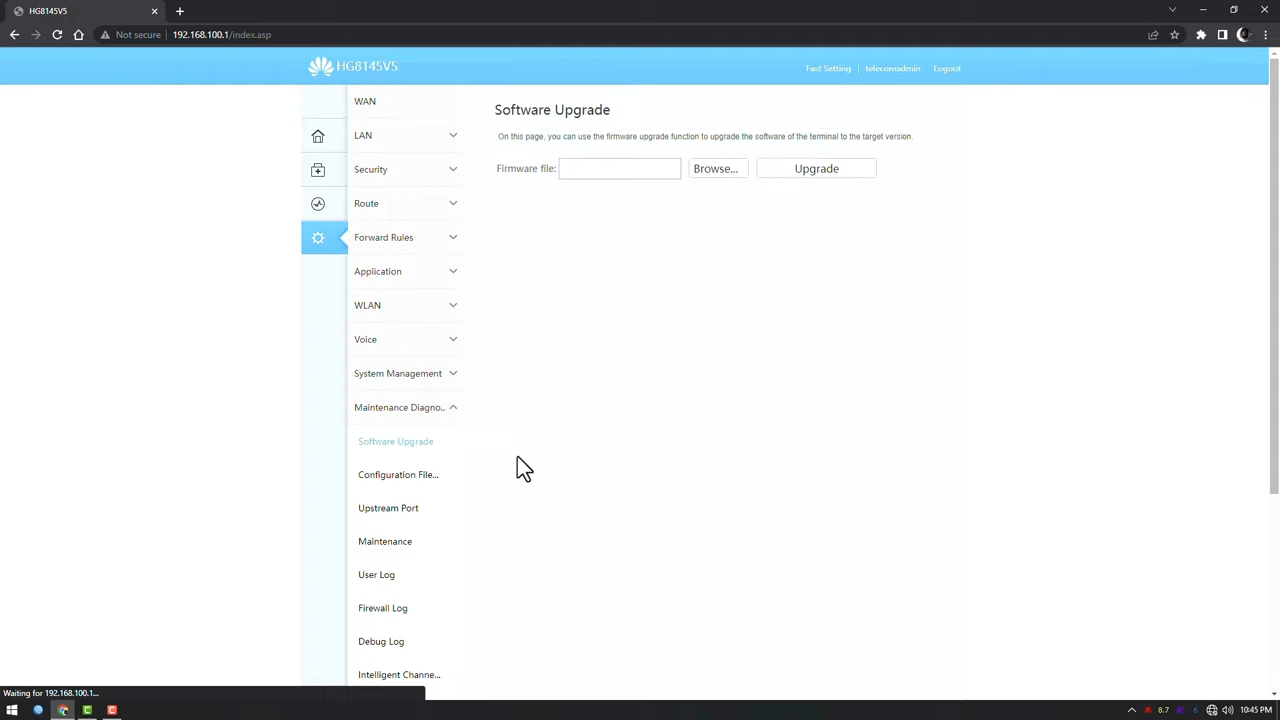 HG8145V5
Not secure
192.168.100.1/index.asp
HG8145V5
Fast Setting
telecomadmin
Logout
WAN
LAN
Security
Route
Forward Rules
Application
WLAN
Voice
System Management
Maintenance Diagno..
Software Upgrade
Configuration File...
Upstream Port
Maintenance
User Log
Firewall Log
Debug Log
Intelligent Channe...
Software Upgrade
On this page, you can use the firmware upgrade function to upgrade the software of the terminal to the target version.
Firmware file:
Browse...
Upgrade
Waiting for 192.168.100.1...
8.7
6
10:45 PM